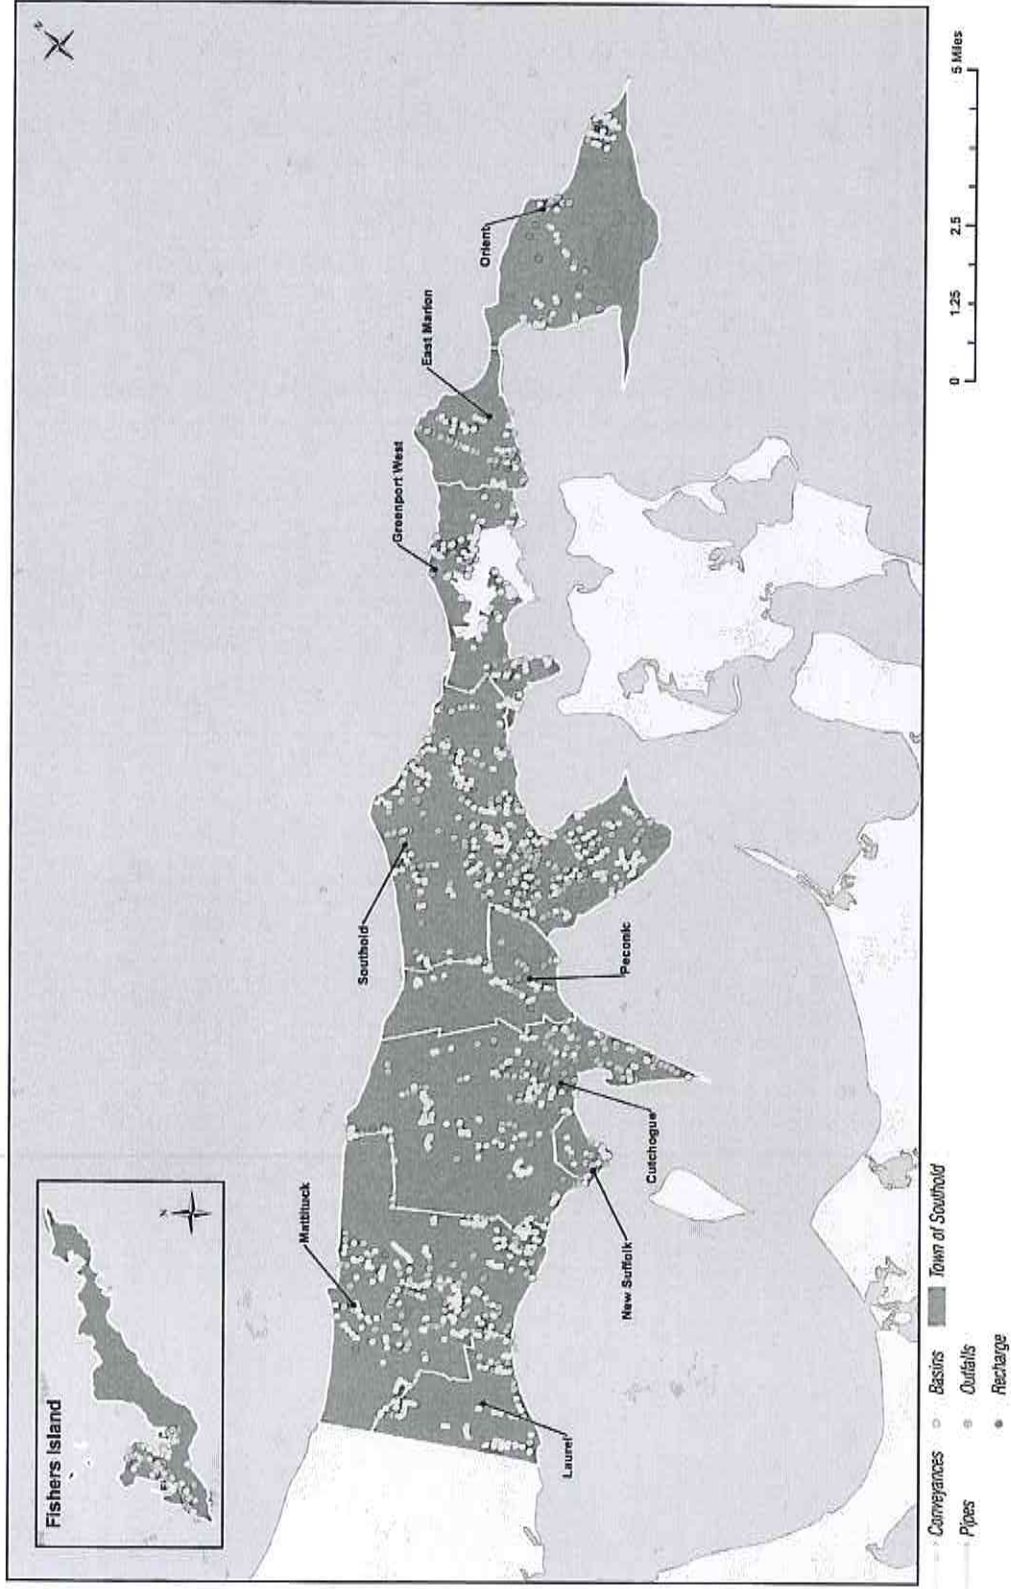 Fishers Island
N
N
Mattituck
Laurel
New Suffolk
Cutchogue
Peconic
Southold
Greenport West
East Marion
Orient
Conveyances
Pipes
Basins
Outfalls
Recharge
Town of Southold
0 1.25 2.5 5 Miles